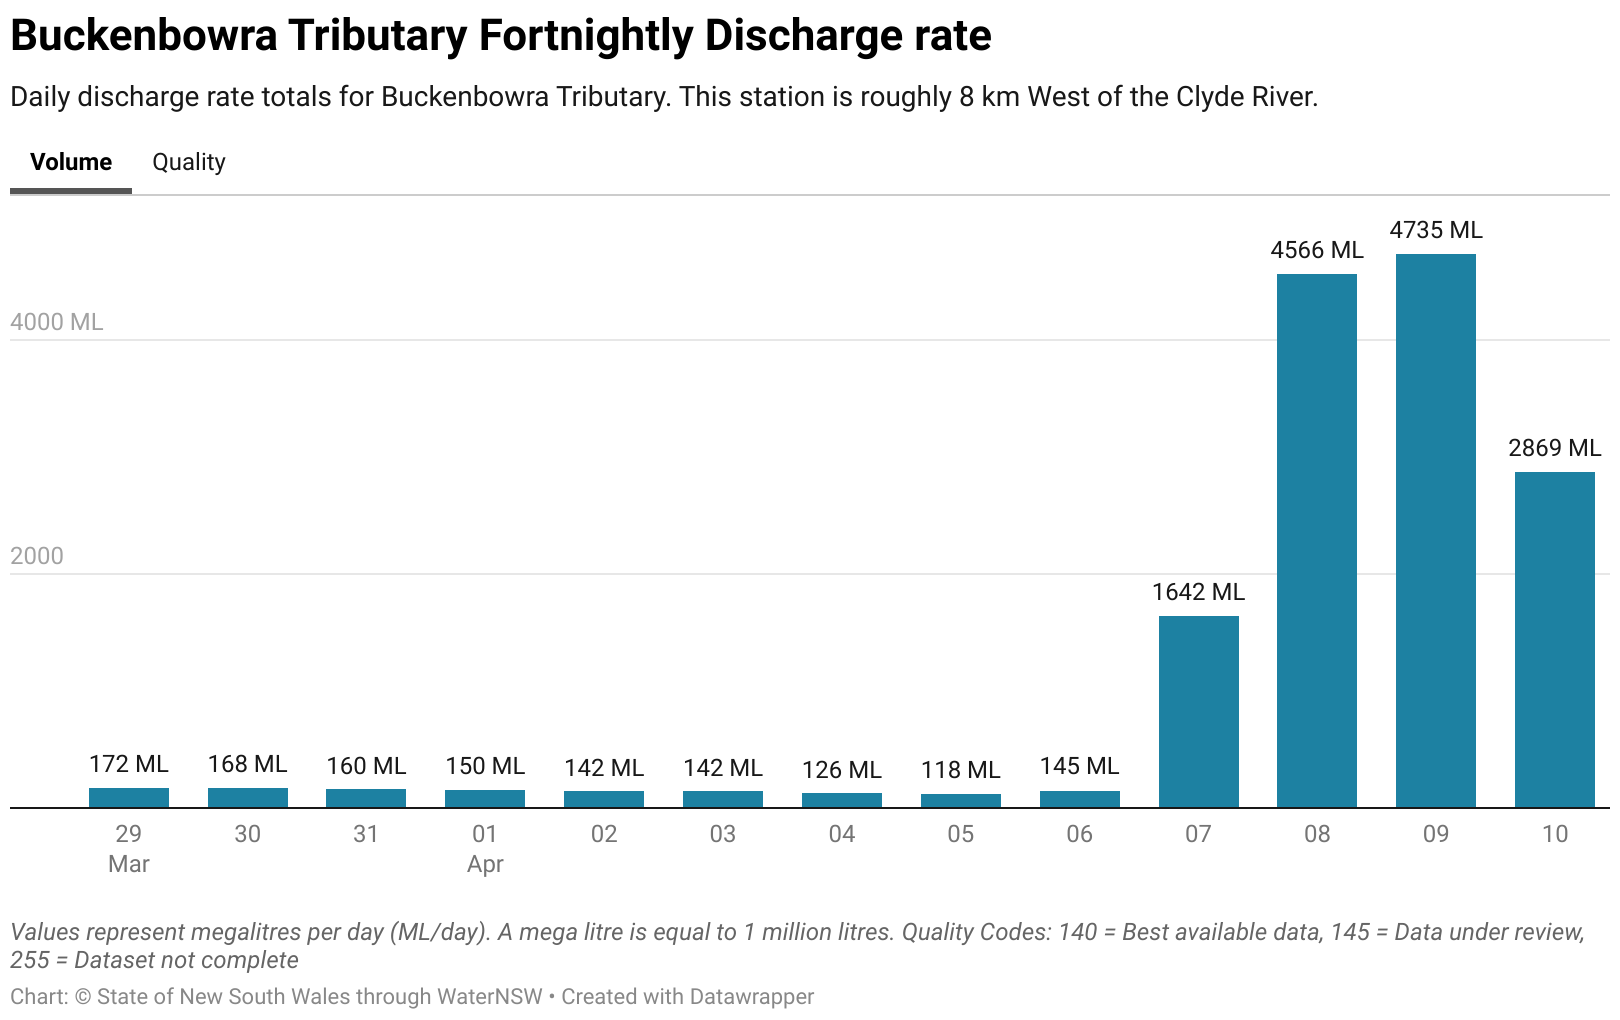 Buckenbowra Tributary Fortnightly Discharge rate
Daily discharge rate totals for Buckenbowra Tributary. This station is roughly 8 km West of the Clyde River.
Volume Quality
4735 ML
4566 ML
4000 ML
2869 ML
2000
1642 ML
172 ML 168 ML 160 ML 150 ML 142 ML 142 ML 126 ML 118 ML 145 ML
29 30 31 01 02 03 04 05 06 07 08 09 10
Mar Apr
Values represent megalitres per day (ML/day). A mega litre is equal to 1 million litres. Quality Codes: 140 = Best available data, 145 = Data under review,
255 = Dataset not complete
Chart: © State of New South Wales through WaterNSW • Created with Datawrapper